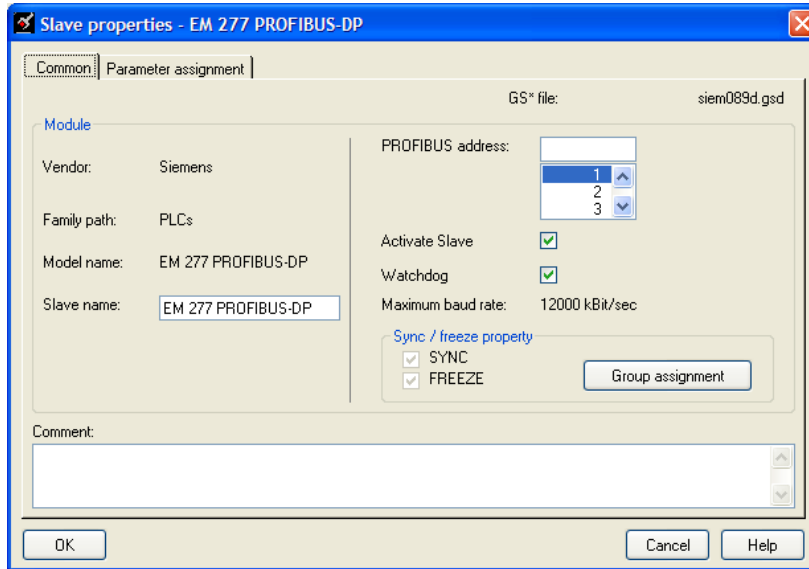 Slave properties - EM 277 PROFIBUS-DP
Common
Parameter assignment
GS* file: siem089d.gsd
Module
Vendor: Siemens
Family path: PLCs
Model name: EM 277 PROFIBUS-DP
Slave name: EM 277 PROFIBUS-DP
PROFIBUS address:
1
2
3
Activate Slave
Watchdog
Maximum baud rate: 12000 kBit/sec
Sync / freeze property
SYNC
FREEZE
Group assignment
Comment:
OK
Cancel
Help